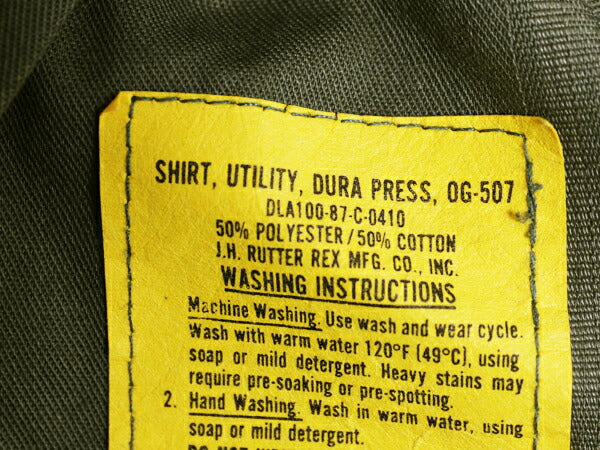 SHIRT, UTILITY, DURA PRESS, OG-507
DLA100-87-C-0410
50% POLYESTER/50% COTTON
J.H. RUTTER REX MFG. CO., INC.
WASHING INSTRUCTIONS
Machine Washing. Use wash and wear cycle.
Wash with warm water 120°F (49°C), using
soap or mild detergent. Heavy stains may
require pre-soaking or pre-spotting.
2. Hand Washing. Wash in warm water, using
soap or mild detergent.
DO NOT